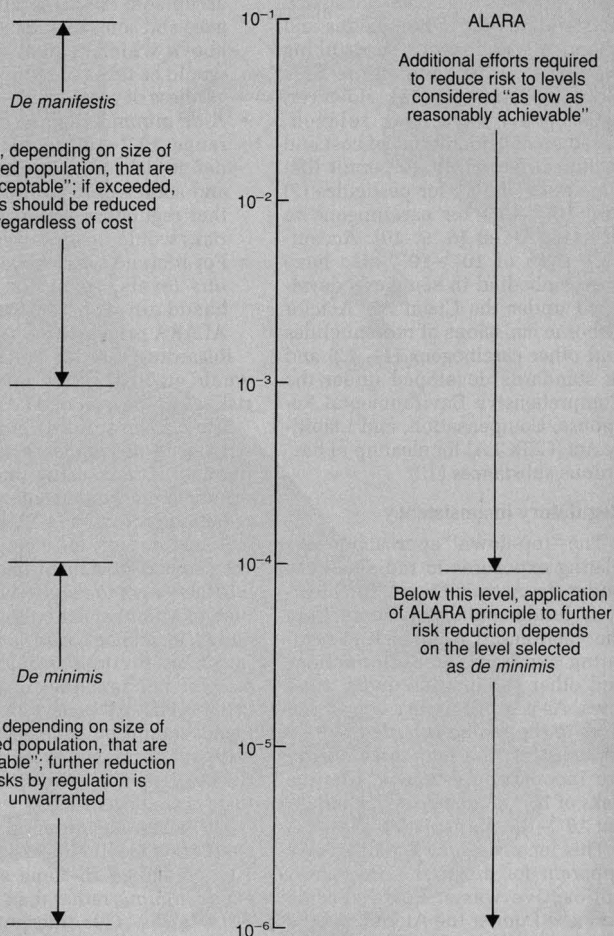 De manifestis
, depending on size of
ed population, that are
ceptable"; if exceeded,
s should be reduced
regardless of cost
De minimis
depending on size of
ed population, that are
able"; further reduction
sks by regulation is
unwarranted
10⁻¹
10⁻²
10⁻³
10⁻⁴
10⁻⁵
10⁻⁶
ALARA
Additional efforts required
to reduce risk to levels
considered "as low as
reasonably achievable"
Below this level, application
of ALARA principle to further
risk reduction depends
on the level selected
as de minimis